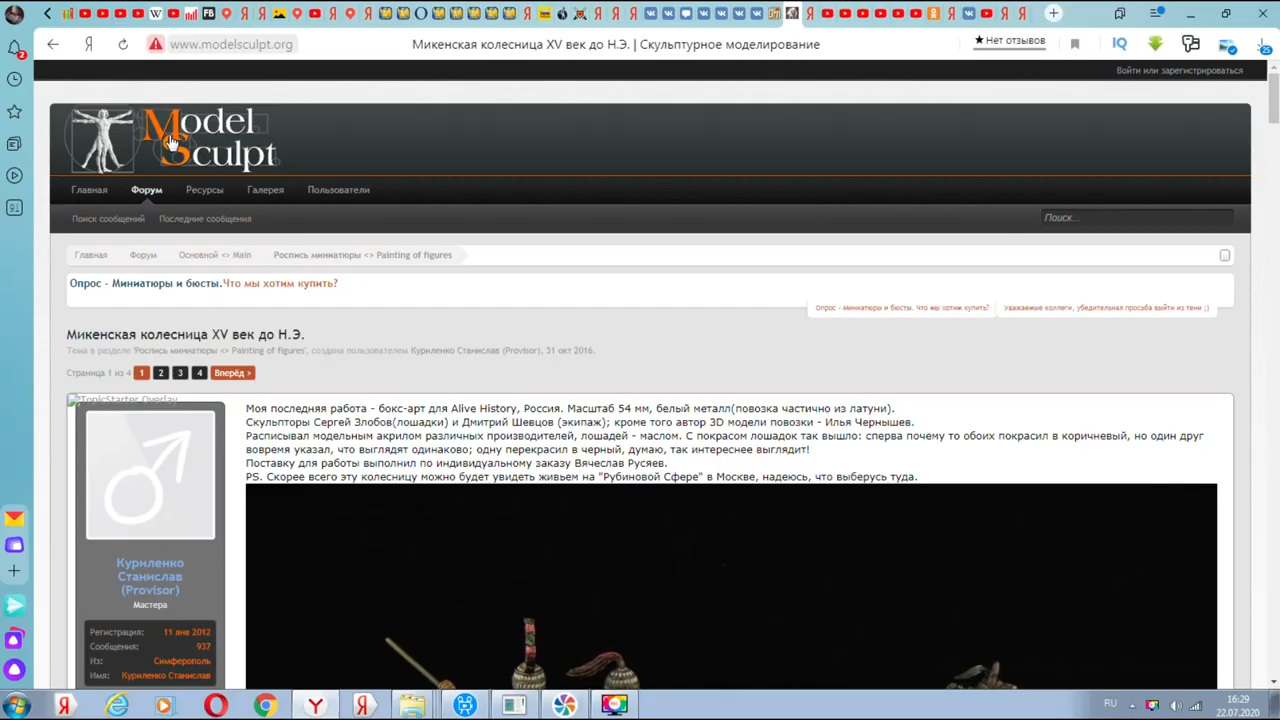 www.modelsculpt.org
Микенская колесница XV век до Н.Э. | Скульптурное моделирование
★ Нет отзывов
IQ
25
2
91
Войти или зарегистрироваться
Model
Sculpt
Главная Форум Ресурсы Галерея Пользователи
Поиск сообщений Последние сообщения
Поиск...
Главная Форум Основной <> Main Роспись миниатюры <> Painting of figures
Опрос - Миниатюры и бюсты.Что мы хотим купить?
Опрос - Миниатюры и бюсты. Что мы хотим купить? Уважаемые коллеги, убедительная просьба выйти из тени ;)
Микенская колесница XV век до Н.Э.
Тема в разделе 'Роспись миниатюры <> Painting of figures', создана пользователем Куриленко Станислав (Provisor), 31 окт 2016.
Страница 1 из 4 1 2 3 4 Вперёд >
TopicStarter Overlay
Моя последняя работа - бокс-арт для Alive History, Россия. Масштаб 54 мм, белый металл(повозка частично из латуни).
Скульпторы Сергей Злобов(лошадки) и Дмитрий Шевцов (экипаж); кроме того автор 3D модели повозки - Илья Чернышев.
Расписывал модельным акрилом различных производителей, лошадей - маслом. С покрасом лошадок так вышло: сперва почему то обоих покрасил в коричневый, но один друг
вовремя указал, что выглядят одинаково; одну перекрасил в черный, думаю, так интереснее выглядит!
Поставку для работы выполнил по индивидуальному заказу Вячеслав Русяев.
PS. Скорее всего эту колесницу можно будет увидеть живьем на "Рубиновой Сфере" в Москве, надеюсь, что выберусь туда.
Куриленко
Станислав
(Provisor)
Мастера
Регистрация: 11 янв 2012
Сообщения: 937
Из: Симферополь
Имя: Куриленко Станислав
RU
16:29
22.07.2020